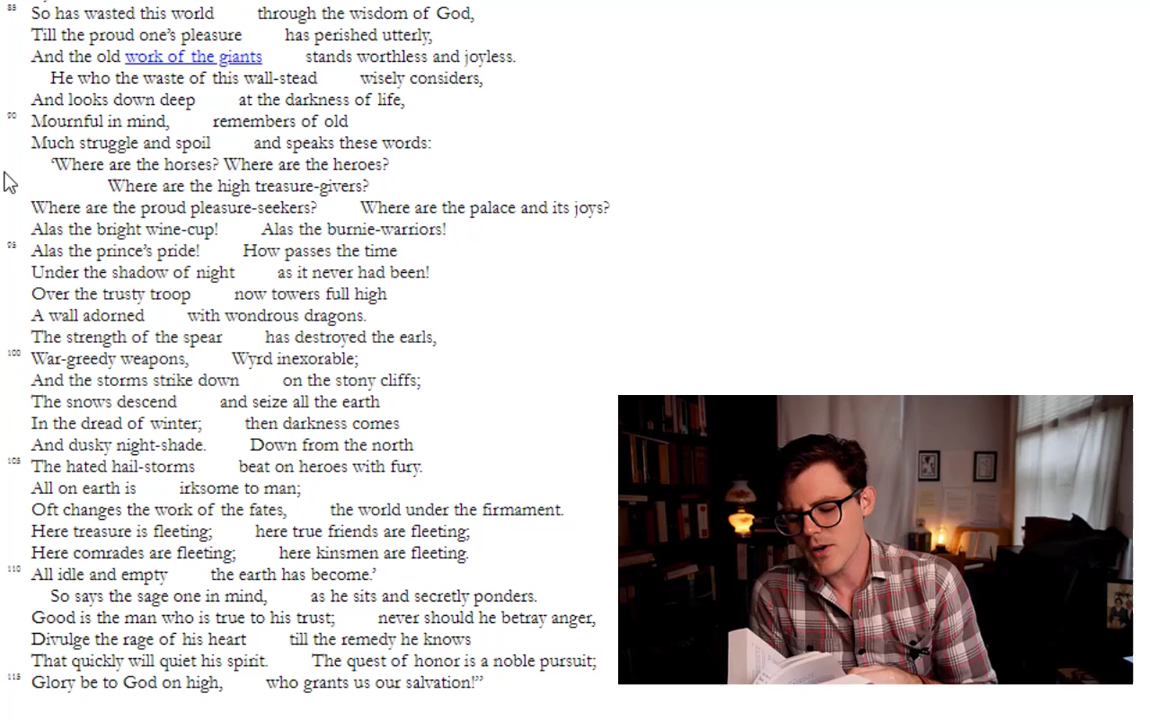 85 So has wasted this world through the wisdom of God,
Till the proud one's pleasure has perished utterly,
And the old work of the giants stands worthless and joyless.
He who the waste of this wall-stead wisely considers,
And looks down deep at the darkness of life,
90 Mournful in mind, remembers of old
Much struggle and spoil and speaks these words:
'Where are the horses? Where are the heroes?
Where are the high treasure-givers?
Where are the proud pleasure-seekers? Where are the palace and its joys?
Alas the bright wine-cup! Alas the burnie-warriors!
95 Alas the prince's pride! How passes the time
Under the shadow of night as it never had been!
Over the trusty troop now towers full high
A wall adorned with wondrous dragons.
The strength of the spear has destroyed the earls,
100 War-greedy weapons, Wyrd inexorable;
And the storms strike down on the stony cliffs;
The snows descend and seize all the earth
In the dread of winter; then darkness comes
And dusky night-shade. Down from the north
105 The hated hail-storms beat on heroes with fury.
All on earth is irksome to man;
Oft changes the work of the fates, the world under the firmament.
Here treasure is fleeting; here true friends are fleeting;
Here comrades are fleeting; here kinsmen are fleeting.
110 All idle and empty the earth has become.'
So says the sage one in mind, as he sits and secretly ponders.
Good is the man who is true to his trust; never should he betray anger,
Divulge the rage of his heart till the remedy he knows
That quickly will quiet his spirit. The quest of honor is a noble pursuit;
115 Glory be to God on high, who grants us our salvation!"